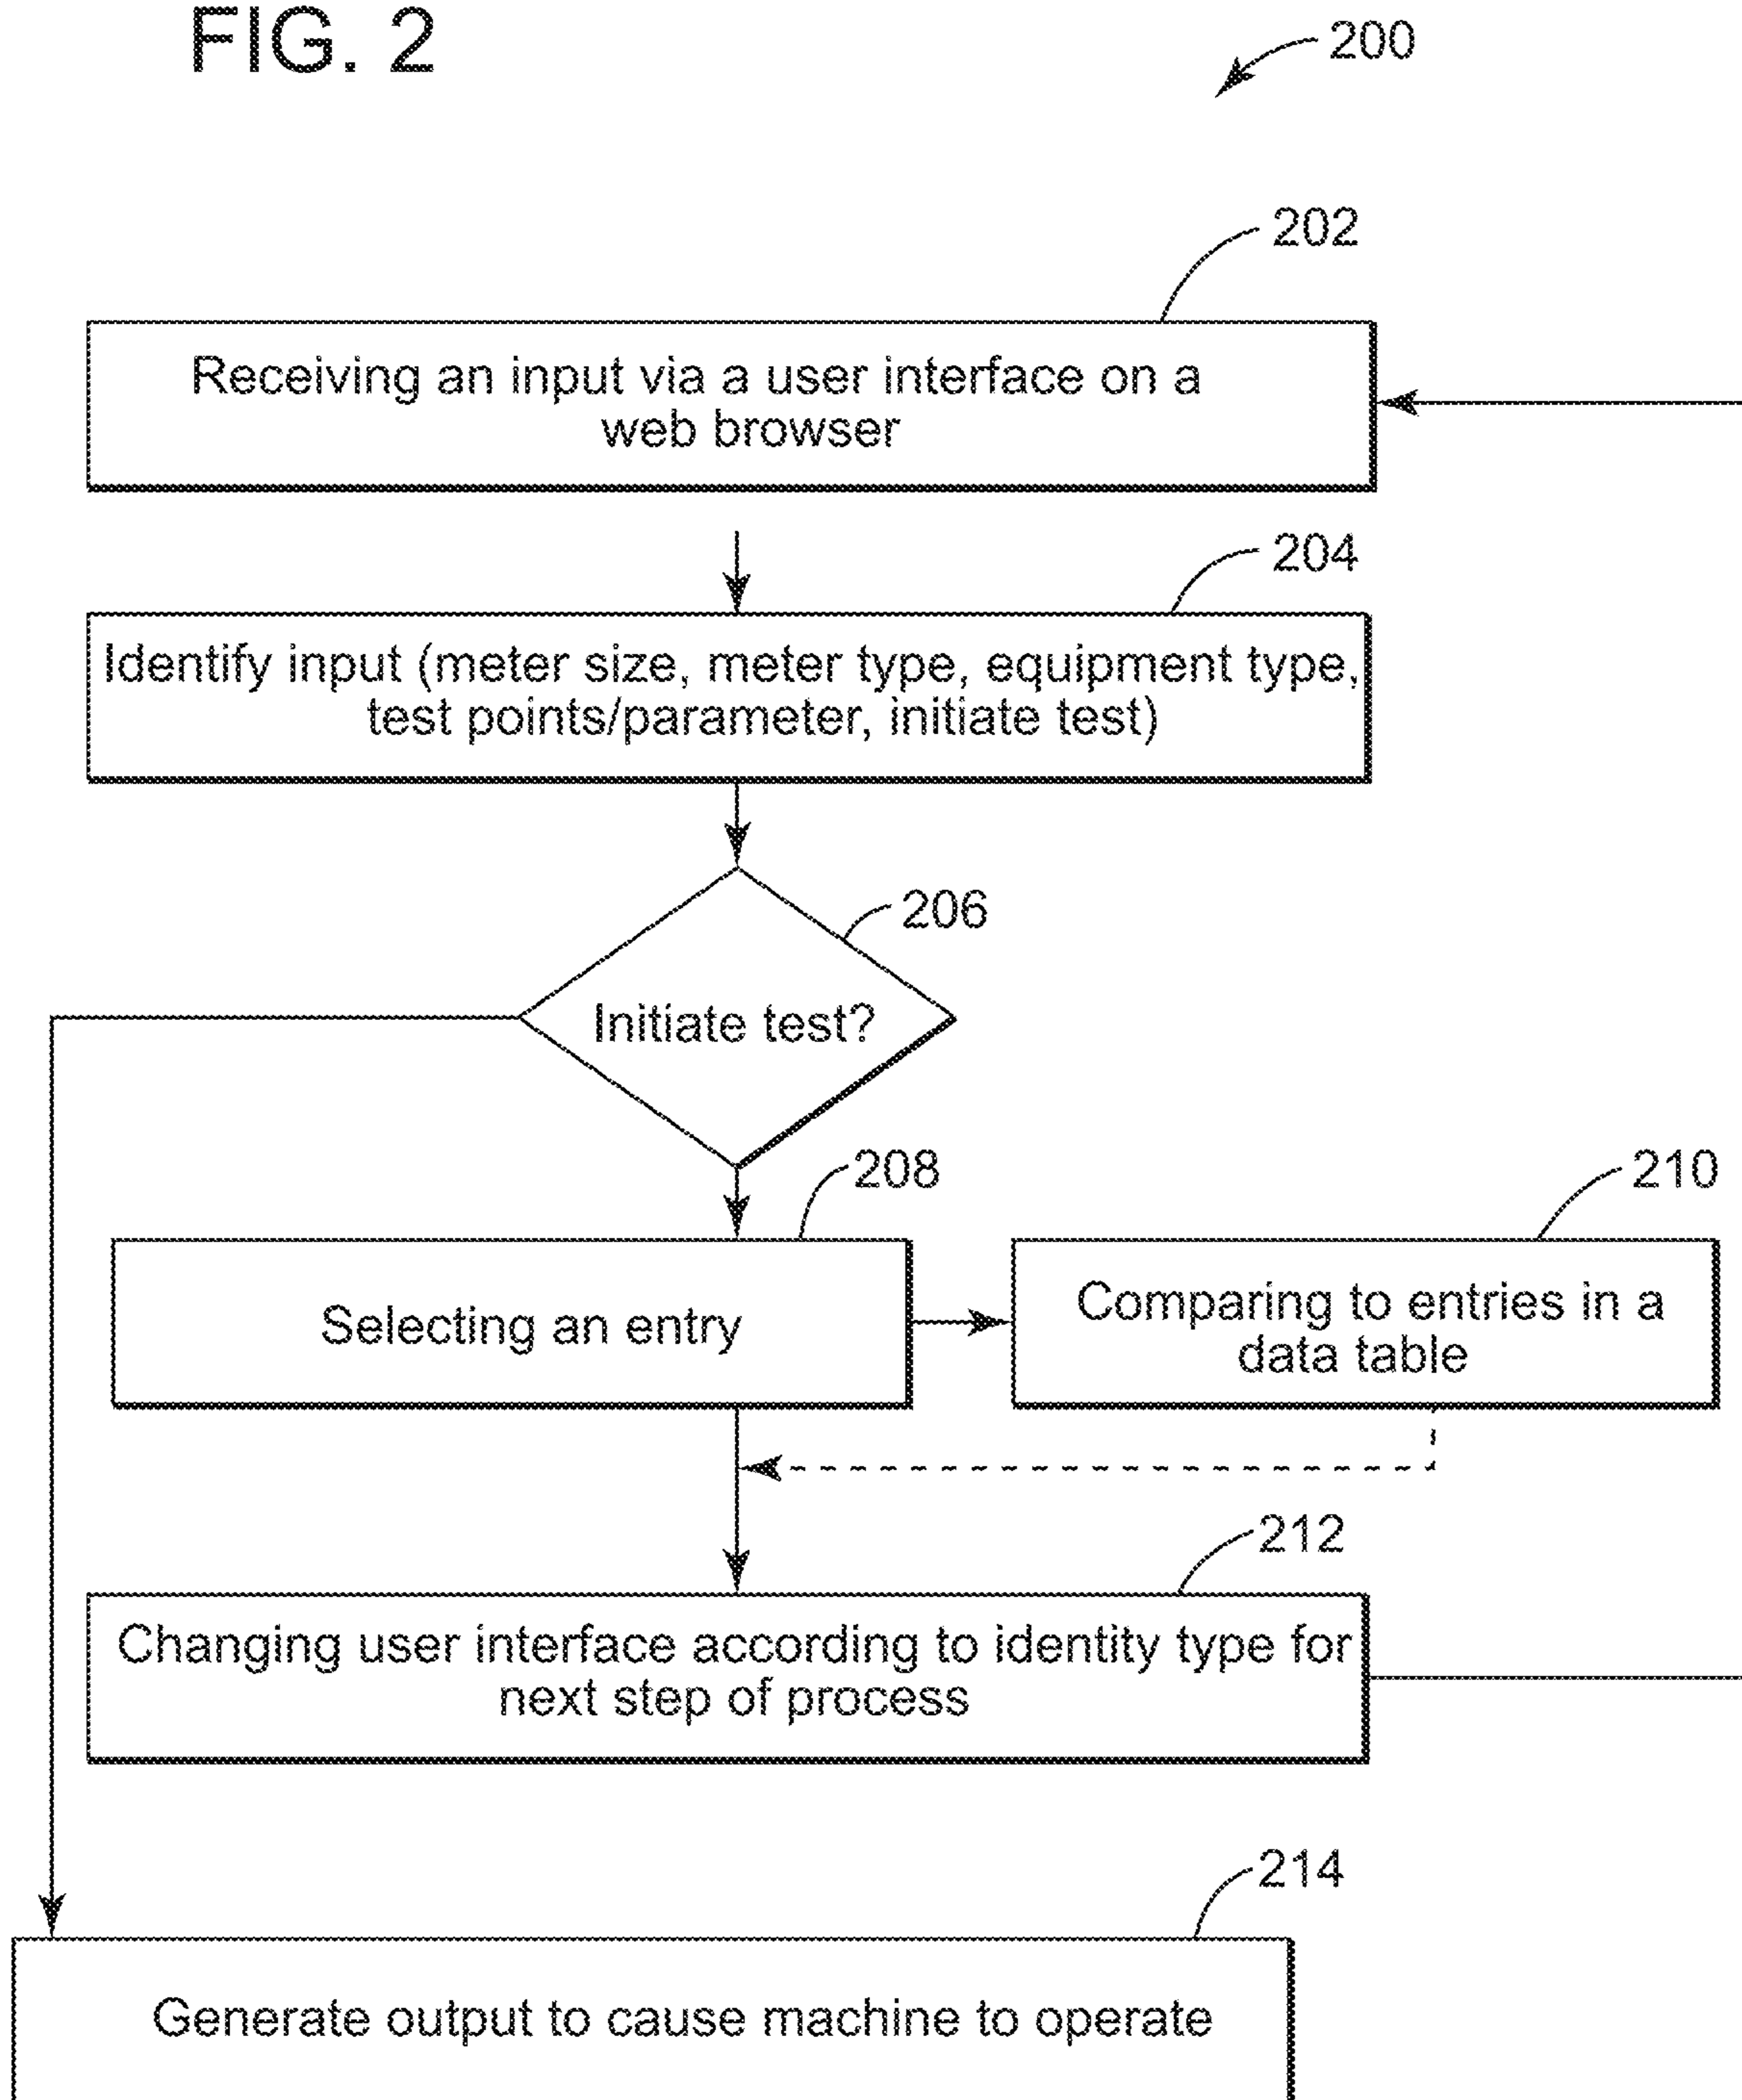 FIG. 2
200
202
Receiving an input via a user interface on a
web browser
204
Identify input (meter size, meter type, equipment type,
test points/parameter, initiate test)
206
Initiate test?
208
210
Selecting an entry
Comparing to entries in a
data table
212
Changing user interface according to identity type for
next step of process
214
Generate output to cause machine to operate